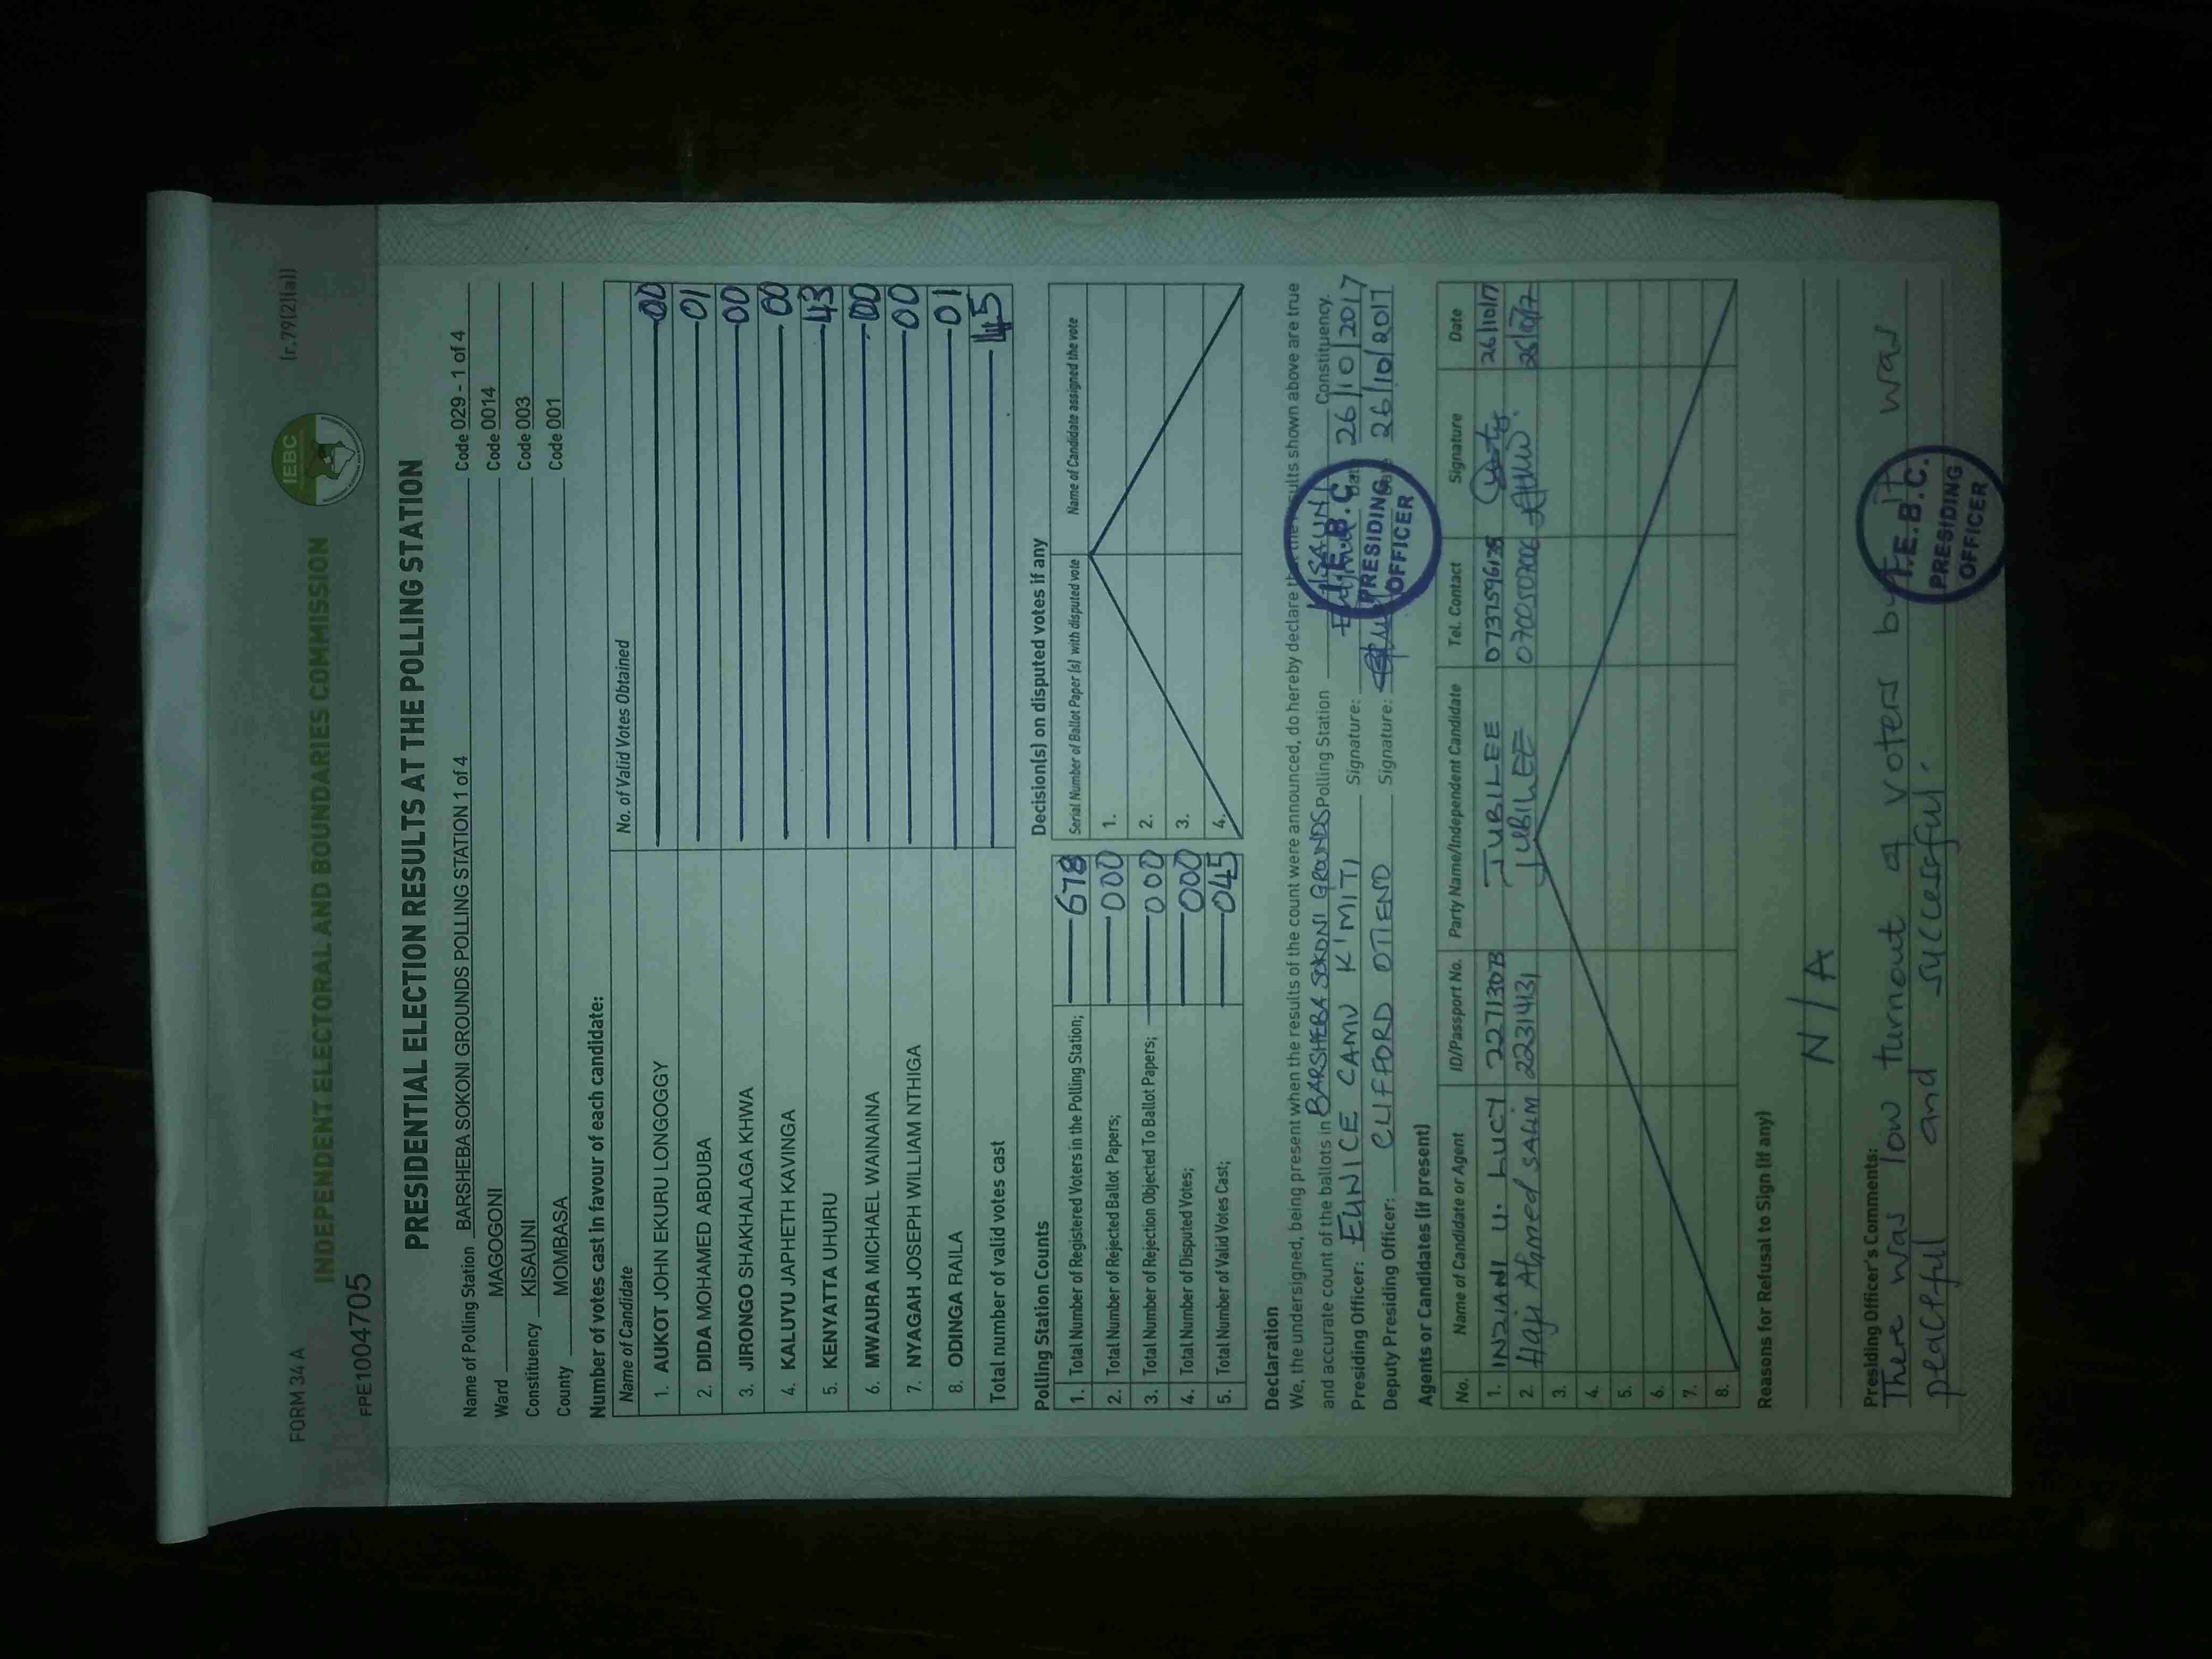 FORM 34 A
(r.79(2)(a))
IEBC
INDEPENDENT ELECTORAL AND BOUNDARIES COMMISSION
FPE1004705
PRESIDENTIAL ELECTION RESULTS AT THE POLLING STATION
Name of Polling Station BARSHEBA SOKONI GROUNDS POLLING STATION 1 of 4 Code 029 - 1 of 4
Ward MAGOGONI Code 0014
Constituency KISAUNI Code 003
County MOMBASA Code 001
Number of votes cast in favour of each candidate:
Name of Candidate No. of Valid Votes Obtained
1. AUKOT JOHN EKURU LONGOGGY 00
2. DIDA MOHAMED ABDUBA 01
3. JIRONGO SHAKHALAGA KHWA 00
4. KALUYU JAPHETH KAVINGA 00
5. KENYATTA UHURU 43
6. MWAURA MICHAEL WAINAINA 00
7. NYAGAH JOSEPH WILLIAM NTHIGA 00
8. ODINGA RAILA 01
Total number of valid votes cast 45
Polling Station Counts
1. Total Number of Registered Voters in the Polling Station; 678
2. Total Number of Rejected Ballot Papers; 000
3. Total Number of Rejection Objected To Ballot Papers; 000
4. Total Number of Disputed Votes; 000
5. Total Number of Valid Votes Cast; 045
Decision(s) on disputed votes if any
Serial Number of Ballot Paper (s) with disputed vote Name of Candidate assigned the vote
1.
2.
3.
4.
Declaration
We, the undersigned, being present when the results of the count were announced, do hereby declare that the results shown above are true
and accurate count of the ballots in BARSHEBA SOKONI GROUNDS Polling Station KISAUNI Constituency.
Presiding Officer: EUNICE CAMU K'MITI Signature: Date 26/10/2017
Deputy Presiding Officer: CLIFFORD OTIENO Signature: Date 26/10/2017
I.E.B.C.
PRESIDING
OFFICER
Agents or Candidates (if present)
No. Name of Candidate or Agent ID/Passport No. Party Name/Independent Candidate Tel. Contact Signature Date
1. INZIANI U. LUCY 22713073 JUBILEE 0737596135 26/10/17
2. Haji Ahmed SALIM 22314131 JUBILEE 0700507006 26/10/17
3.
4.
5.
6.
7.
8.
Reasons for Refusal to Sign (if any)
N/A
Presiding Officer's Comments:
There was low turnout of voters but it was
peaceful and successful.
I.E.B.C.
PRESIDING
OFFICER